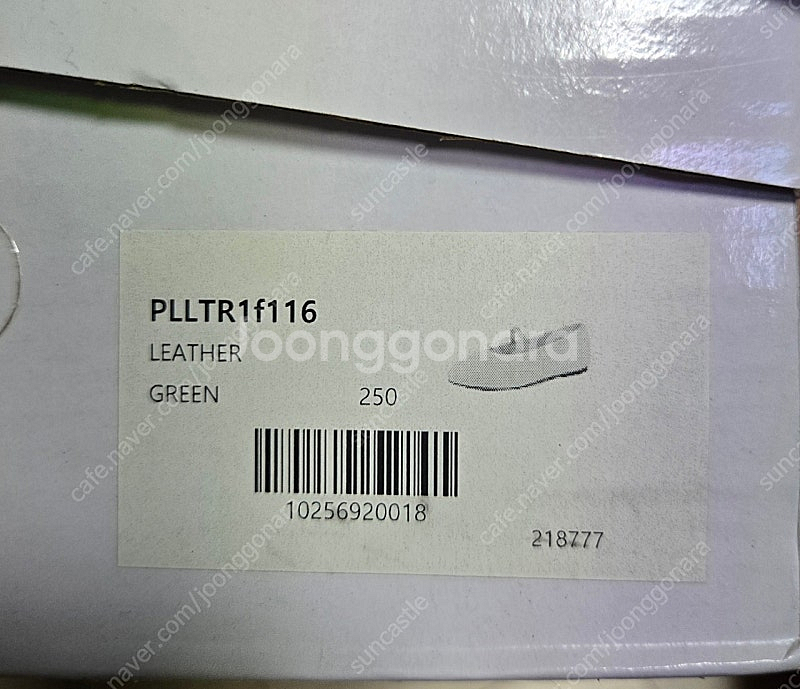 PLLTR1f116
LEATHER
GREEN 250
10256920018
218777
joonggonara
cafe.naver.com/joonggonara
suncastle